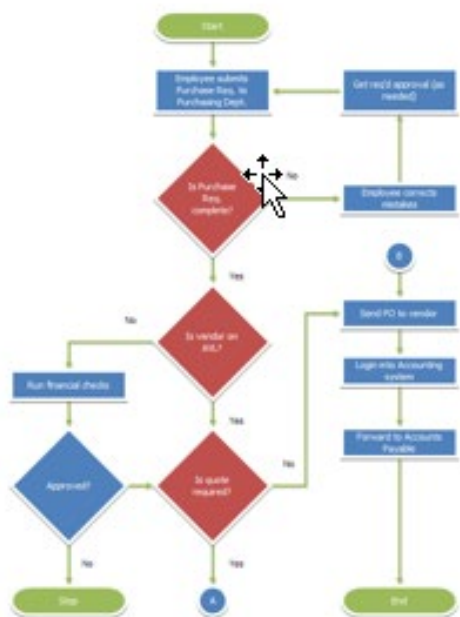 Start
Employee submits
Purchase Req. to
Purchasing Dept.
Get req'd approval (as
needed)
Is Purchase
Req.
complete?
No
Employee corrects
mistakes
Yes
B
No
Is vendor on
AVL?
Send PO to vendor
Run financial checks
Login into Accounting
system
Yes
Forward to Accounts
Payable
Approved?
Is quote
required?
No
No
Yes
Stop
A
End